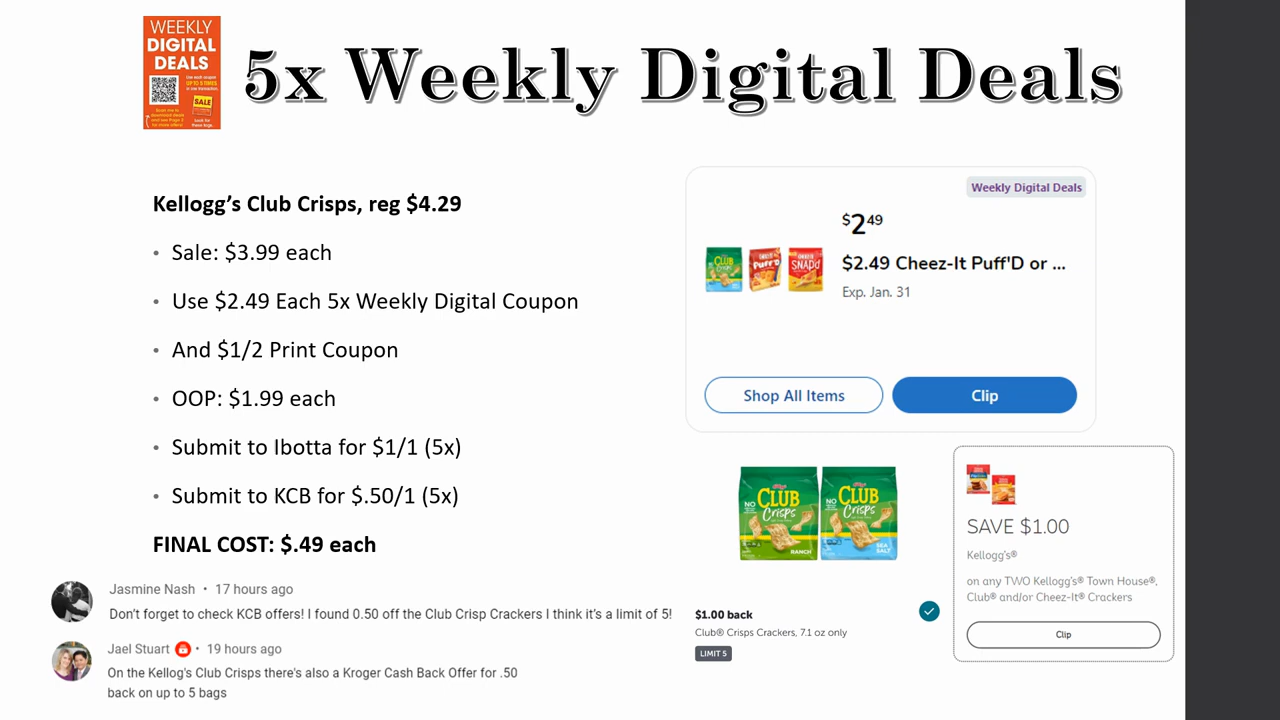 WEEKLY
DIGITAL
DEALS
SALE
5x Weekly Digital Deals
Kellogg’s Club Crisps, reg $4.29
• Sale: $3.99 each
• Use $2.49 Each 5x Weekly Digital Coupon
• And $1/2 Print Coupon
• OOP: $1.99 each
• Submit to Ibotta for $1/1 (5x)
• Submit to KCB for $.50/1 (5x)
FINAL COST: $.49 each
Jasmine Nash • 17 hours ago
Don’t forget to check KCB offers! I found 0.50 off the Club Crisp Crackers I think it’s a limit of 5!
Jael Stuart • 19 hours ago
On the Kellog's Club Crisps there's also a Kroger Cash Back Offer for .50
back on up to 5 bags
Weekly Digital Deals
$2.49
CLUB
Crisps
PUFF'D
SNAP'D
$2.49 Cheez-It Puff'D or ...
Exp. Jan. 31
Shop All Items
Clip
CLUB
Crisps
RANCH
CLUB
Crisps
SEA
SALT
$1.00 back
Club® Crisps Crackers, 7.1 oz only
LIMIT 5
SAVE $1.00
Kellogg's®
on any TWO Kellogg's® Town House®,
Club® and/or Cheez-It® Crackers
Clip